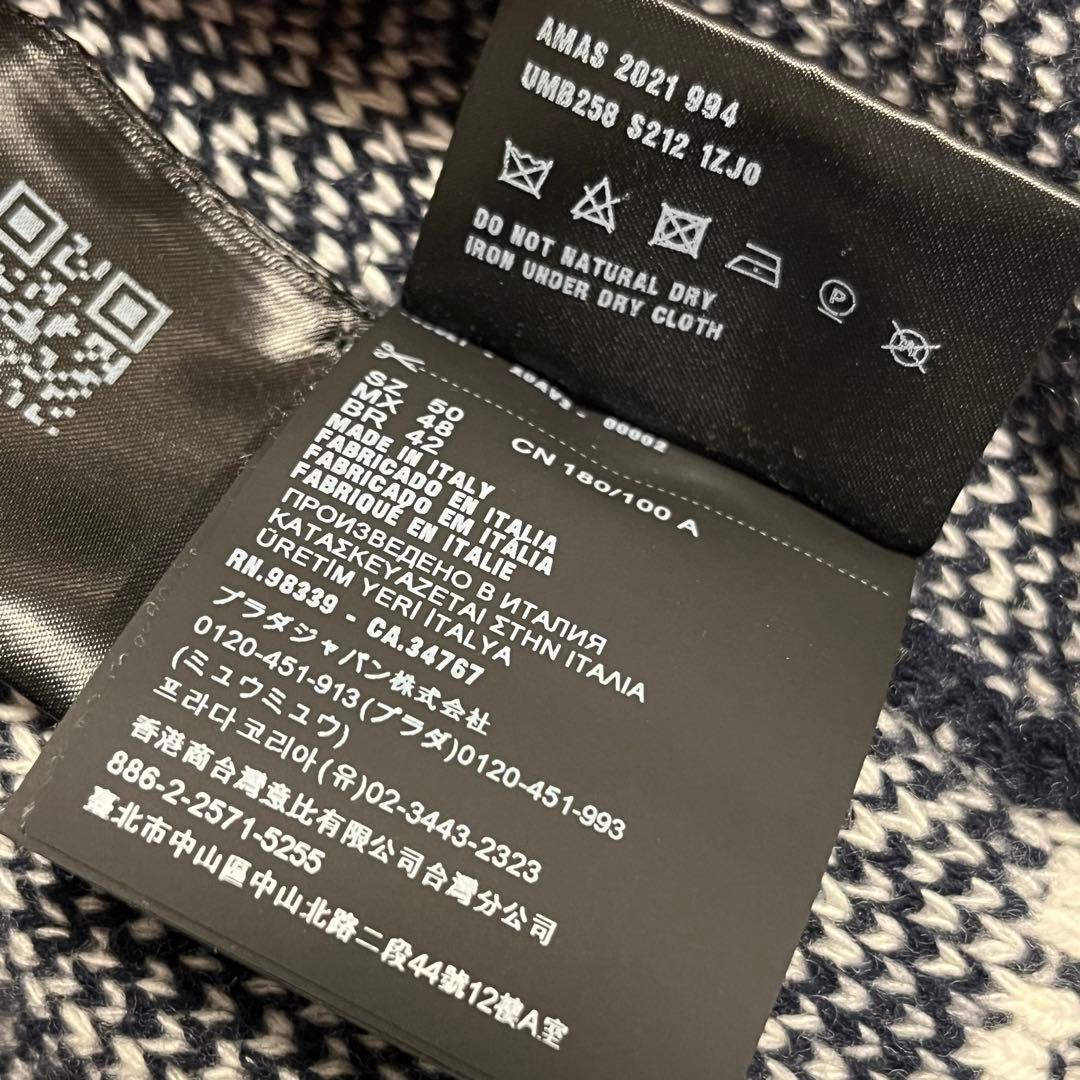 AMAS 2021 994
UMB258 S212 1ZJ0
DO NOT NATURAL DRY
IRON UNDER DRY CLOTH
P
00002
SZ 50
MX 48
BR 42 CN 180/100 A
MADE IN ITALY
FABRICADO EN ITALIA
FABRICADO EM ITÁLIA
FABRIQUÉ EN ITALIE
ПРОИЗВЕДЕНО В ИТАЛИЯ
ΚΑΤΑΣΚΕΥΑΖΕΤΑΙ ΣΤΗΝ ΙΤΑΛΙΑ
ÜRETIM YERI ITALYA
RN.98339 - CA.34767
プラダジャパン株式会社
0120-451-913(プラダ)0120-451-993
(ミュウミュウ)
프라다코리아(유)02-3443-2323
香港商台灣意比有限公司台灣分公司
886-2-2571-5255
臺北市中山區中山北路二段44號12樓A室